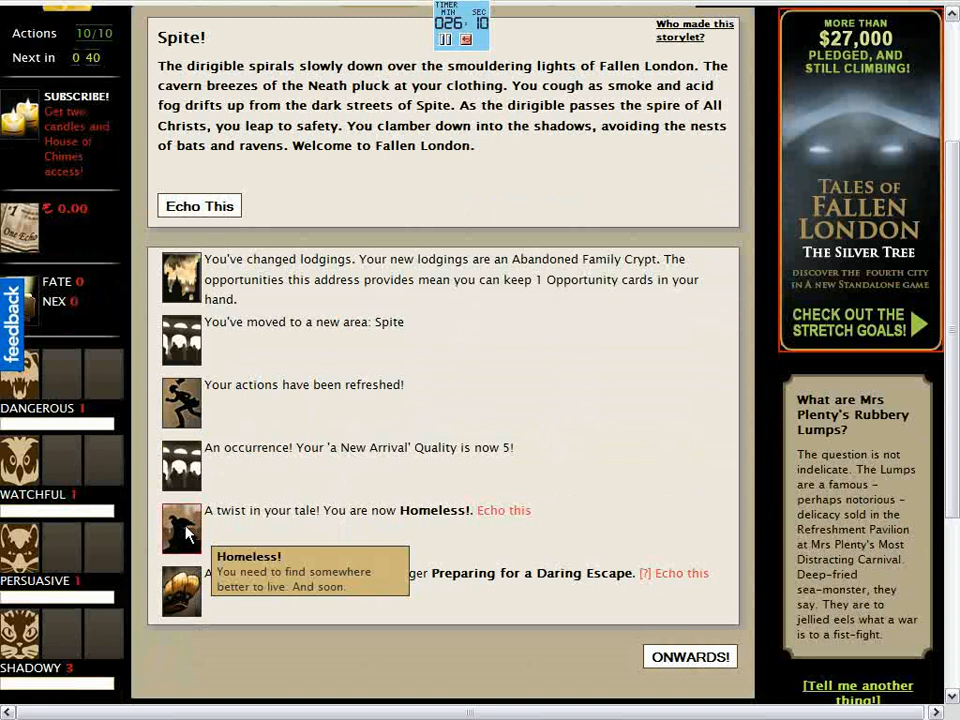 TIMER
MIN SEC
026: 10
Actions 10/10
Next in 0 40
SUBSCRIBE!
Get two
candles and
House of
Chimes
access!
£ 0.00
FATE 0
NEX 0
feedback
DANGEROUS 1
WATCHFUL 1
PERSUASIVE 1
SHADOWY 3
Spite!
Who made this
storylet?
The dirigible spirals slowly down over the smouldering lights of Fallen London. The
cavern breezes of the Neath pluck at your clothing. You cough as smoke and acid
fog drifts up from the dark streets of Spite. As the dirigible passes the spire of All
Christs, you leap to safety. You clamber down into the shadows, avoiding the nests
of bats and ravens. Welcome to Fallen London.
Echo This
You've changed lodgings. Your new lodgings are an Abandoned Family Crypt. The
opportunities this address provides mean you can keep 1 Opportunity cards in your
hand.
You've moved to a new area: Spite
Your actions have been refreshed!
An occurrence! Your 'a New Arrival' Quality is now 5!
A twist in your tale! You are now Homeless!. Echo this
Homeless!
You need to find somewhere
better to live. And soon.
ger Preparing for a Daring Escape. [?] Echo this
ONWARDS!
MORE THAN
$27,000
PLEDGED, AND
STILL CLIMBING!
TALES OF
FALLEN
LONDON
THE SILVER TREE
DISCOVER THE FOURTH CITY
IN A NEW STANDALONE GAME
CHECK OUT THE
STRETCH GOALS!
What are Mrs
Plenty's Rubbery
Lumps?
The question is not
indelicate. The Lumps
are a famous -
perhaps notorious -
delicacy sold in the
Refreshment Pavilion
at Mrs Plenty's Most
Distracting Carnival.
Deep-fried
sea-monster, they
say. They are to
jellied eels what a war
is to a fist-fight.
[Tell me another
thing!]